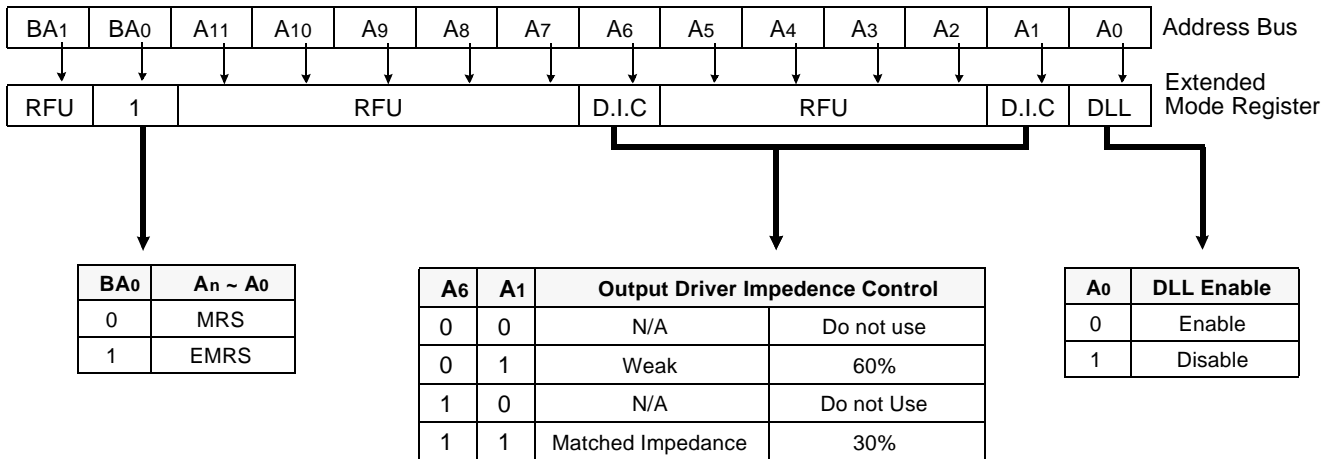 BA1 BA0 A11 A10 A9 A8 A7 A6 A5 A4 A3 A2 A1 A0 Address Bus
RFU 1 RFU D.I.C RFU D.I.C DLL Extended
Mode Register
BA0 An ~ A0
0 MRS
1 EMRS
A6 A1 Output Driver Impedence Control
0 0 N/A Do not use
0 1 Weak 60%
1 0 N/A Do not Use
1 1 Matched Impedance 30%
A0 DLL Enable
0 Enable
1 Disable